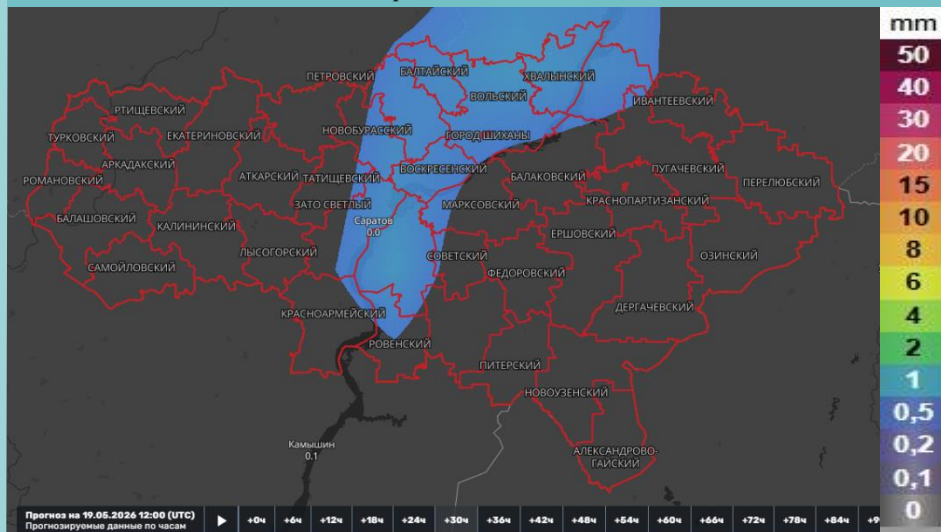 mm
50
40
30
20
15
10
8
6
4
2
1
0,5
0,2
0,1
0
ПЕТРОВСКИЙ
БАЛТАЙСКИЙ
ХВАЛЫНСКИЙ
ВОЛЬСКИЙ
ИВАНТЕЕВСКИЙ
РТИЩЕВСКИЙ
ТУРКОВСКИЙ
ЕКАТЕРИНОВСКИЙ
НОВОБУРАССКИЙ
ГОРОД ШИХАНЫ
АРКАДАКСКИЙ
РОМАНОВСКИЙ
АТКАРСКИЙ
ТАТИЩЕВСКИЙ
ВОСКРЕСЕНСКИЙ
БАЛАКОВСКИЙ
ПУГАЧЕВСКИЙ
ПЕРЕЛЮБСКИЙ
БАЛАШОВСКИЙ
КАЛИНИНСКИЙ
ЗАТО СВЕТЛЫЙ
МАРКСОВСКИЙ
КРАСНОПАРТИЗАНСКИЙ
Саратов
0.0
ЕРШОВСКИЙ
САМОЙЛОВСКИЙ
ЛЫСОГОРСКИЙ
СОВЕТСКИЙ
ФЕДОРОВСКИЙ
ОЗИНСКИЙ
КРАСНОАРМЕЙСКИЙ
ДЕРГАЧЕВСКИЙ
РОВЕНСКИЙ
ПИТЕРСКИЙ
НОВОУЗЕНСКИЙ
Камышин
0.1
АЛЕКСАНДРОВО-
ГАЙСКИЙ
Прогноз на 19.05.2026 12:00 (UTC)
Прогнозируемые данные по часам
+0ч +6ч +12ч +18ч +24ч +30ч +36ч +42ч +48ч +54ч +60ч +66ч +72ч +78ч +84ч